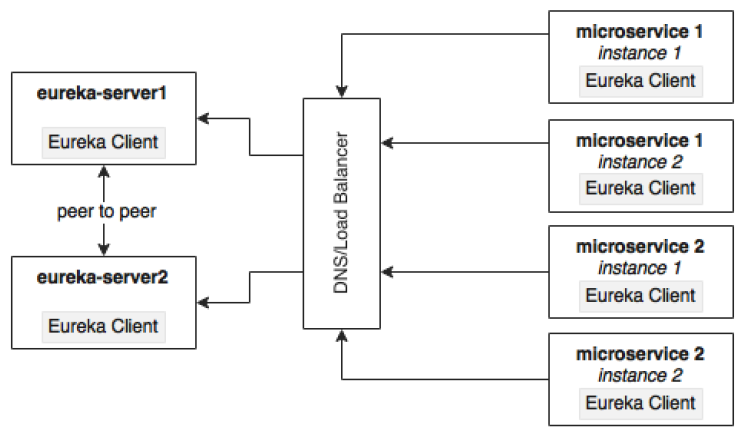 eureka-server1
Eureka Client
peer to peer
eureka-server2
Eureka Client
DNS/Load Balancer
microservice 1
instance 1
Eureka Client
microservice 1
instance 2
Eureka Client
microservice 2
instance 1
Eureka Client
microservice 2
instance 2
Eureka Client